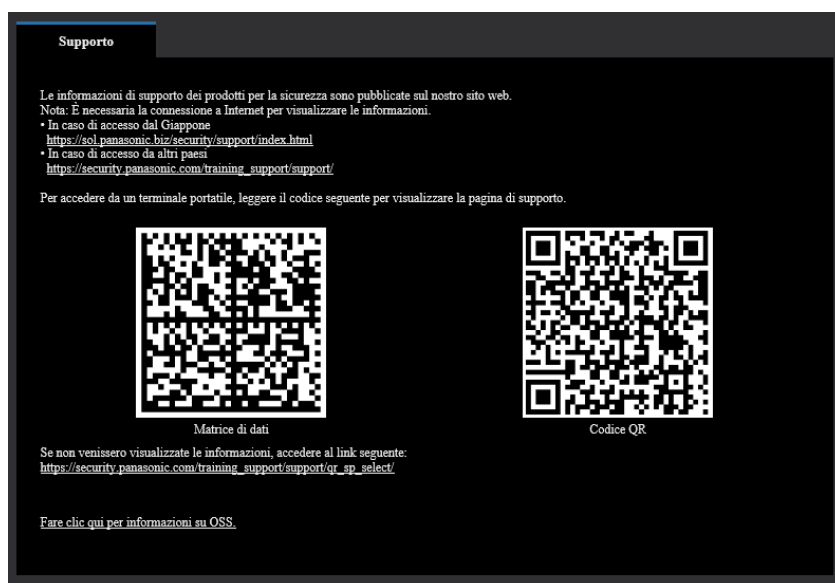 Supporto
Le informazioni di supporto dei prodotti per la sicurezza sono pubblicate sul nostro sito web.
Nota: È necessaria la connessione a Internet per visualizzare le informazioni.
• In caso di accesso dal Giappone
https://sol.panasonic.biz/security/support/index.html
• In caso di accesso da altri paesi
https://security.panasonic.com/training_support/support/
Per accedere da un terminale portatile, leggere il codice seguente per visualizzare la pagina di supporto.
Matrice di dati
Codice QR
Se non venissero visualizzate le informazioni, accedere al link seguente:
https://security.panasonic.com/training_support/support/qr_sp_select/
Fare clic qui per informazioni su OSS.